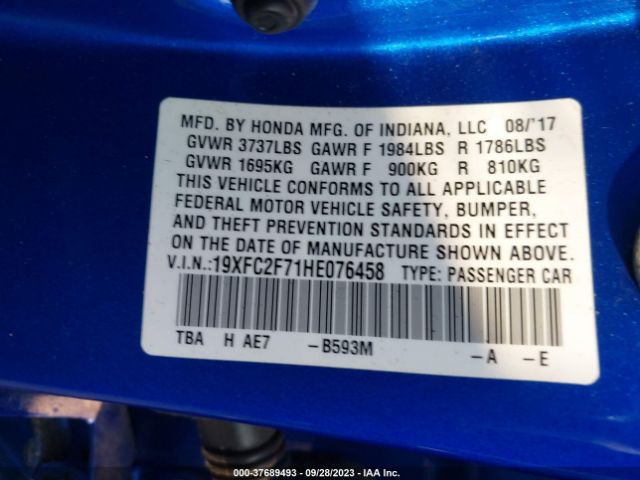 MFD. BY HONDA MFG. OF INDIANA, LLC 08/'17
GVWR 3737LBS GAWR F 1984LBS R 1786LBS
GVWR 1695KG GAWR F 900KG R 810KG
THIS VEHICLE CONFORMS TO ALL APPLICABLE
FEDERAL MOTOR VEHICLE SAFETY, BUMPER,
AND THEFT PREVENTION STANDARDS IN EFFECT
ON THE DATE OF MANUFACTURE SHOWN ABOVE.
V.I.N.:19XFC2F71HE076458 TYPE: PASSENGER CAR
TBA H AE7 –B593M –A –E
000-37689493 - 09/28/2023 - IAA Inc.